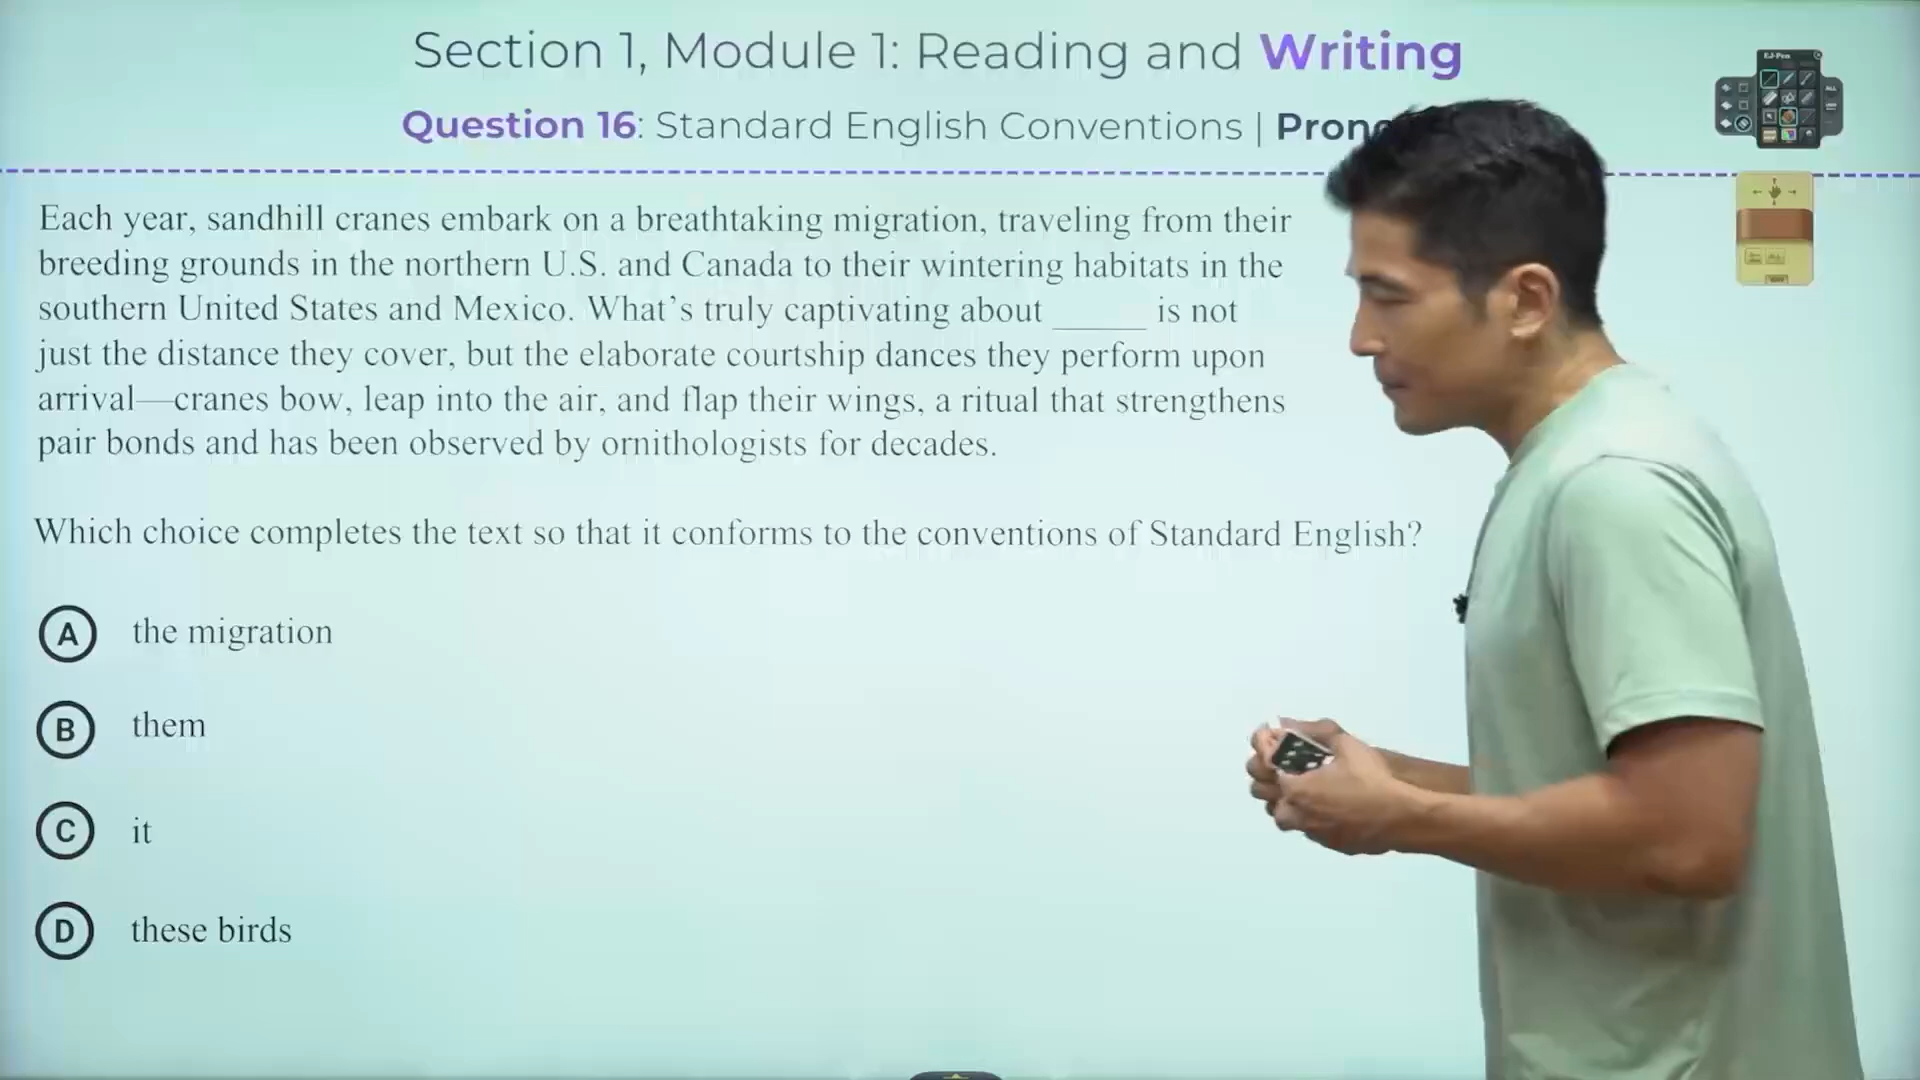 Section 1, Module 1: Reading and Writing
Question 16: Standard English Conventions |
Each year, sandhill cranes embark on a breathtaking migration, traveling from their
breeding grounds in the northern U.S. and Canada to their wintering habitats in the
southern United States and Mexico. What's truly captivating about ______ is not
just the distance they cover, but the elaborate courtship dances they perform upon
arrival—cranes bow, leap into the air, and flap their wings, a ritual that strengthens
pair bonds and has been observed by ornithologists for decades.
Which choice completes the text so that it conforms to the conventions of Standard English?
A the migration
B them
C it
D these birds